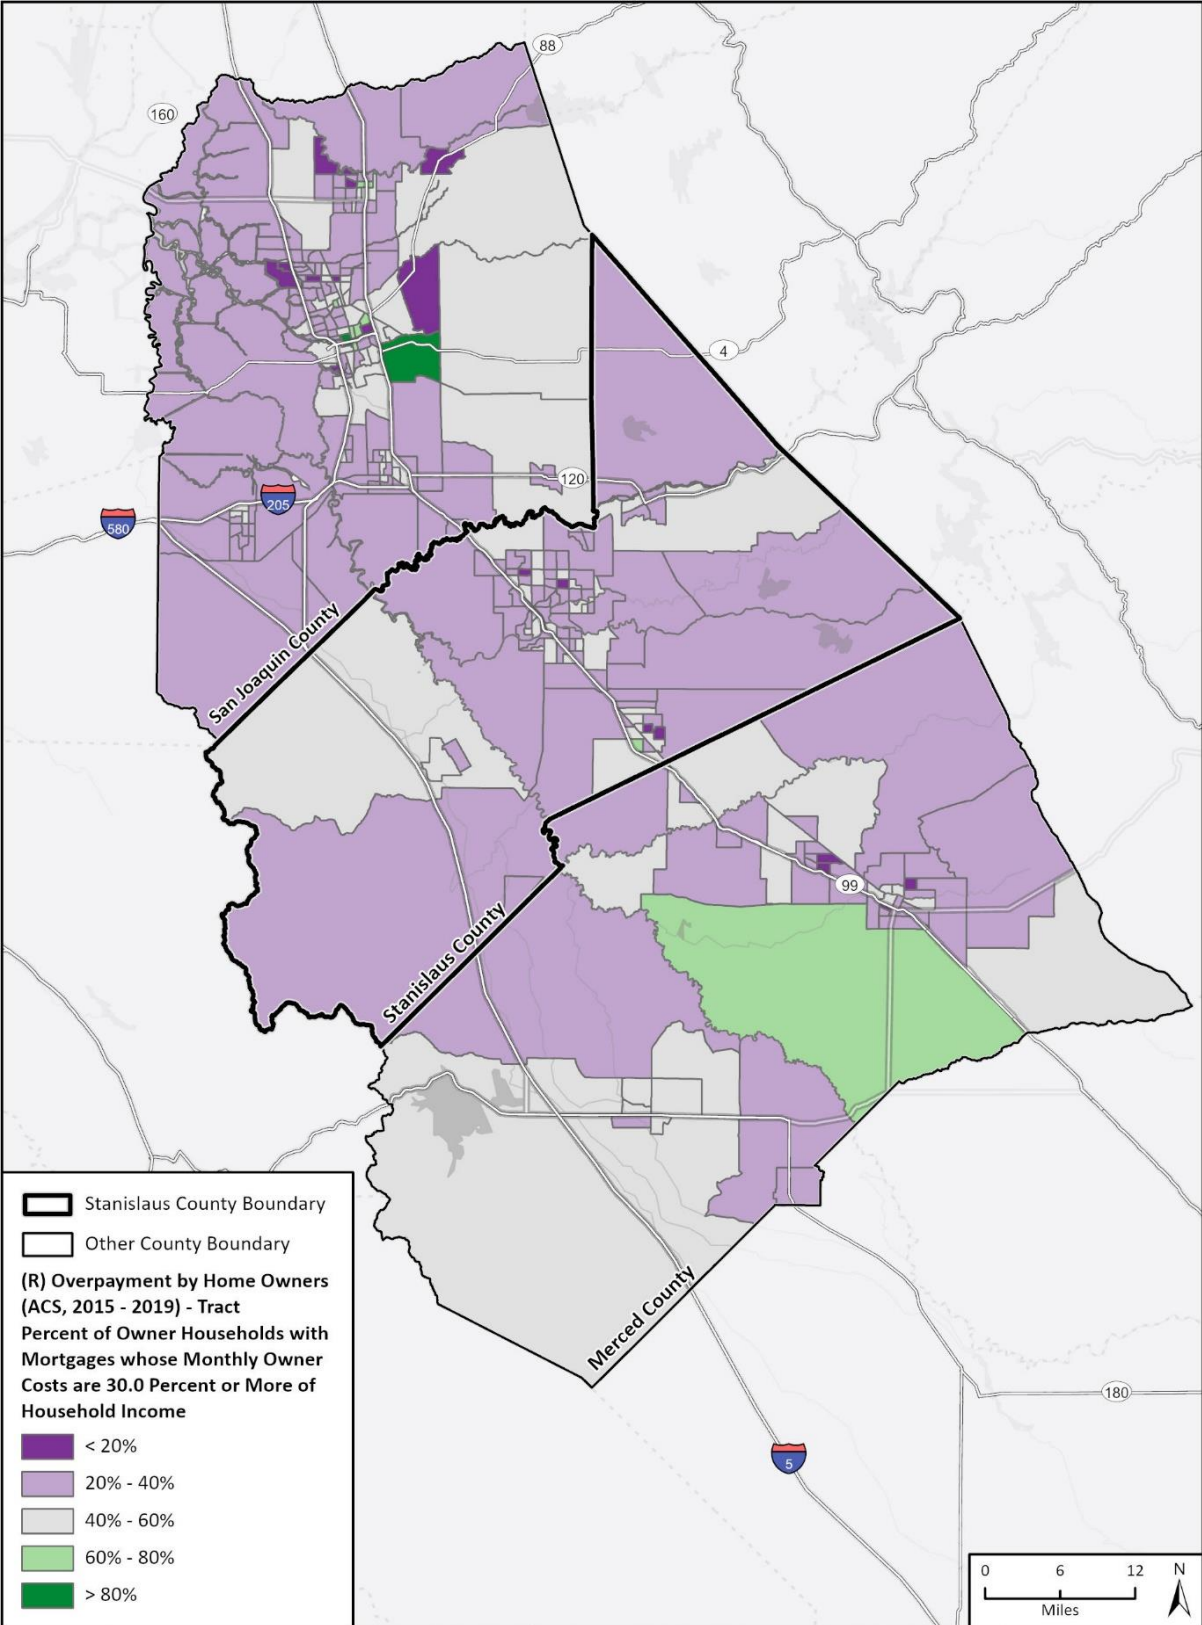 88
160
4
120
205
580
San Joaquin County
99
Stanislaus County
Merced County
180
5
Stanislaus County Boundary
Other County Boundary
(R) Overpayment by Home Owners
(ACS, 2015 - 2019) - Tract
Percent of Owner Households with
Mortgages whose Monthly Owner
Costs are 30.0 Percent or More of
Household Income
< 20%
20% - 40%
40% - 60%
60% - 80%
> 80%
0 6 12 N
Miles